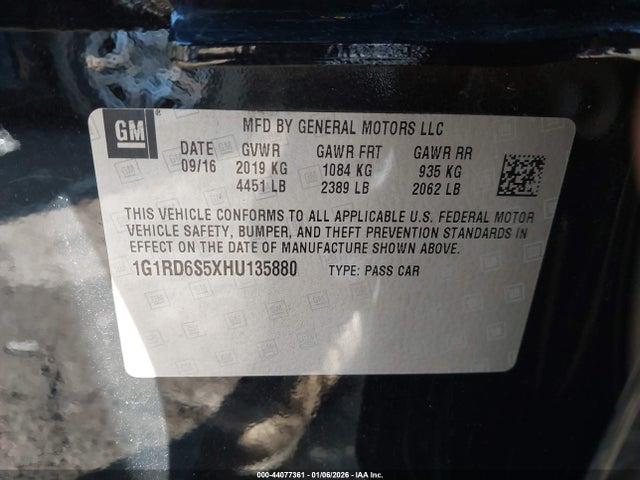 GM
MFD BY GENERAL MOTORS LLC
DATE GVWR GAWR FRT GAWR RR
09/16 2019 KG 1084 KG 935 KG
4451 LB 2389 LB 2062 LB
THIS VEHICLE CONFORMS TO ALL APPLICABLE U.S. FEDERAL MOTOR
VEHICLE SAFETY, BUMPER, AND THEFT PREVENTION STANDARDS IN
EFFECT ON THE DATE OF MANUFACTURE SHOWN ABOVE.
1G1RD6S5XHU135880 TYPE: PASS CAR
000-44077361 - 01/06/2026 - IAA Inc.